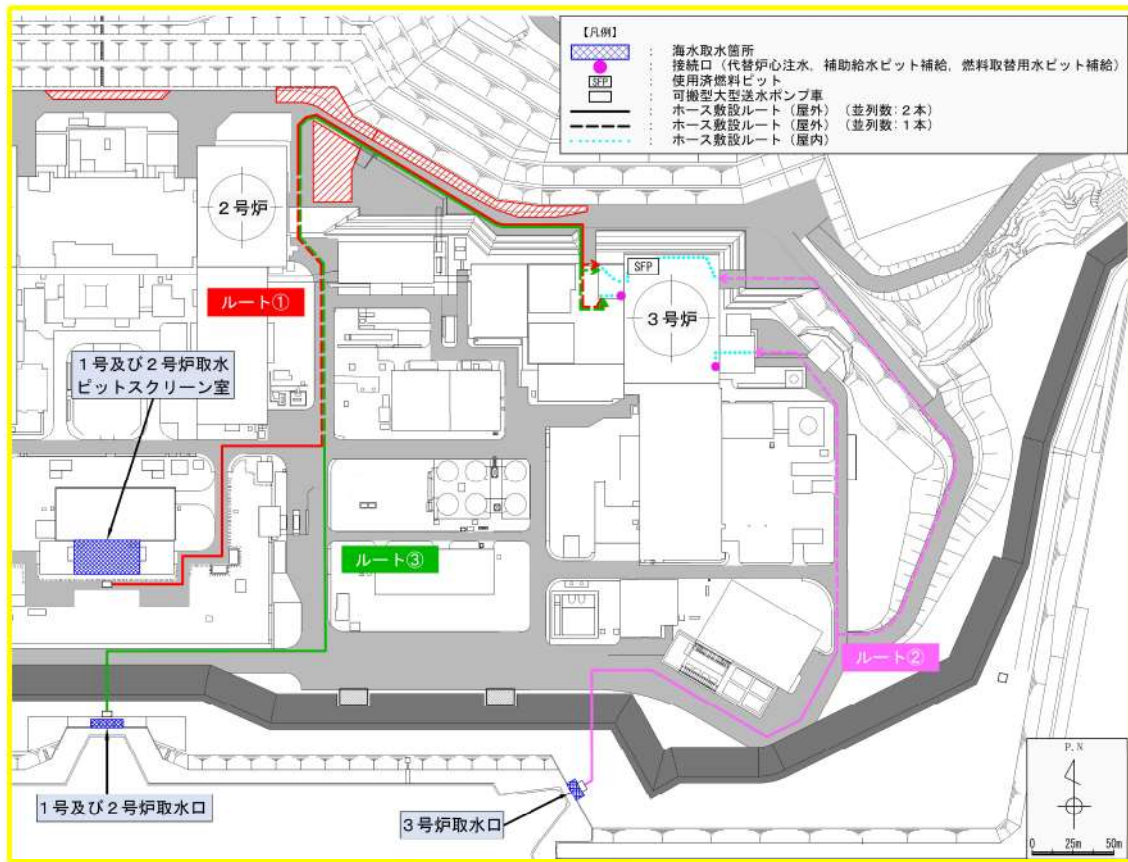 【凡例】
： 海水取水箇所
： 接続口（代替炉心注水，補助給水ピット補給，燃料取替用水ピット補給）
SFP ： 使用済燃料ピット
： 可搬型大型送水ポンプ車
： ホース敷設ルート（屋外）（並列数：2本）
： ホース敷設ルート（屋外）（並列数：1本）
： ホース敷設ルート（屋内）
2号炉
SFP
ルート①
3号炉
1号及び2号炉取水
ピットスクリーン室
ルート③
ルート②
1号及び2号炉取水口
3号炉取水口
P.N
0 25m 50m